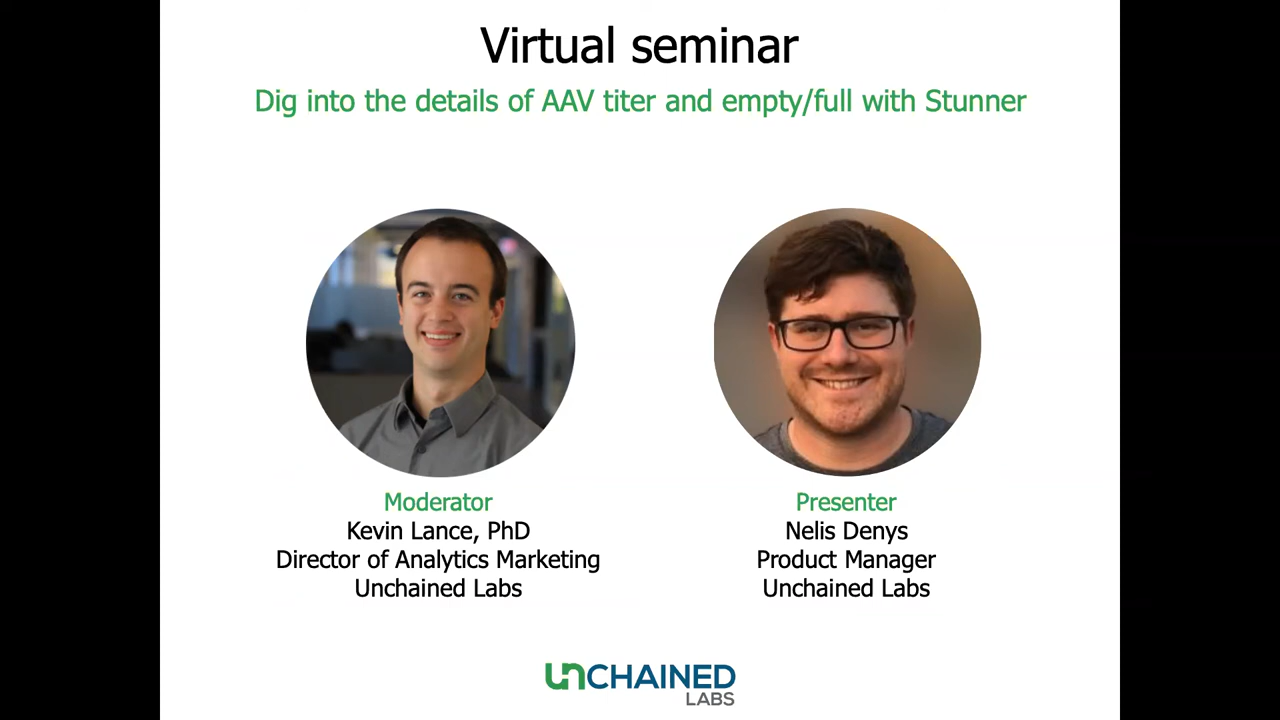 Virtual seminar
Dig into the details of AAV titer and empty/full with Stunner
Moderator
Kevin Lance, PhD
Director of Analytics Marketing
Unchained Labs
Presenter
Nelis Denys
Product Manager
Unchained Labs
UNCHAINED
LABS